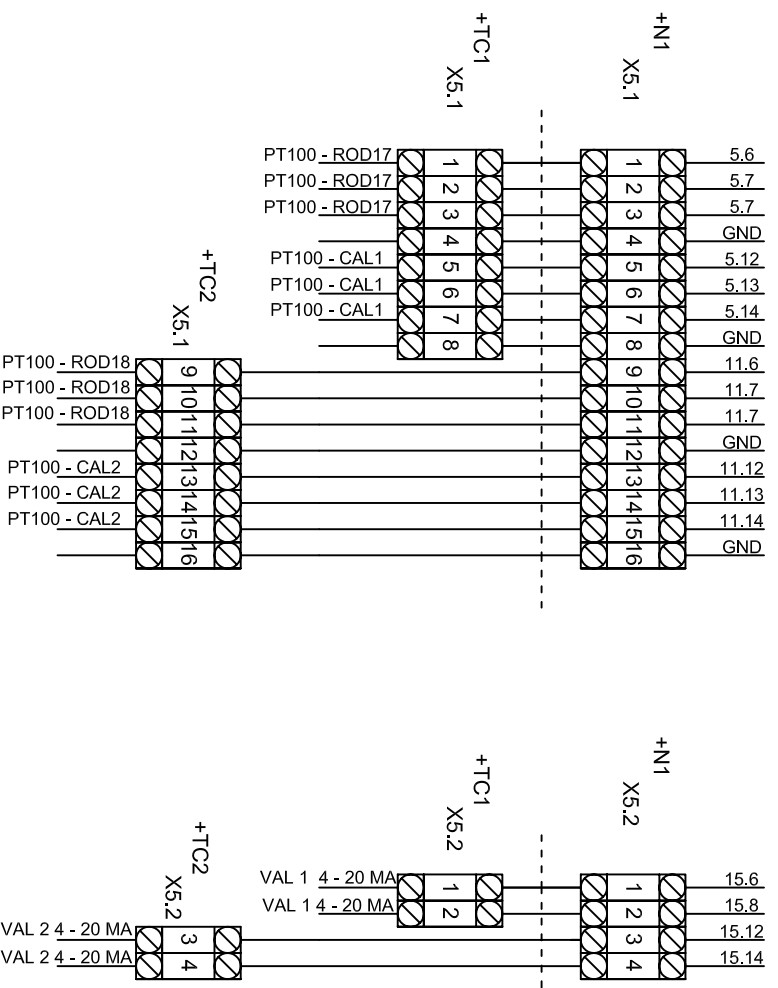 +TC1
X5.1
+N1
X5.1
PT100 - ROD17 1 1 5.6
PT100 - ROD17 2 2 5.7
PT100 - ROD17 3 3 5.7
4 4 GND
PT100 - CAL1 5 5 5.12
PT100 - CAL1 6 6 5.13
PT100 - CAL1 7 7 5.14
8 8 GND
+TC2
X5.1
PT100 - ROD18 9 9 11.6
PT100 - ROD18 10 10 11.7
PT100 - ROD18 11 11 11.7
12 12 GND
PT100 - CAL2 13 13 11.12
PT100 - CAL2 14 14 11.13
PT100 - CAL2 15 15 11.14
16 16 GND
+TC1
X5.2
+N1
X5.2
VAL 1 4 - 20 MA 1 1 15.6
VAL 1 4 - 20 MA 2 2 15.8
+TC2
X5.2
VAL 2 4 - 20 MA 3 3 15.12
VAL 2 4 - 20 MA 4 4 15.14